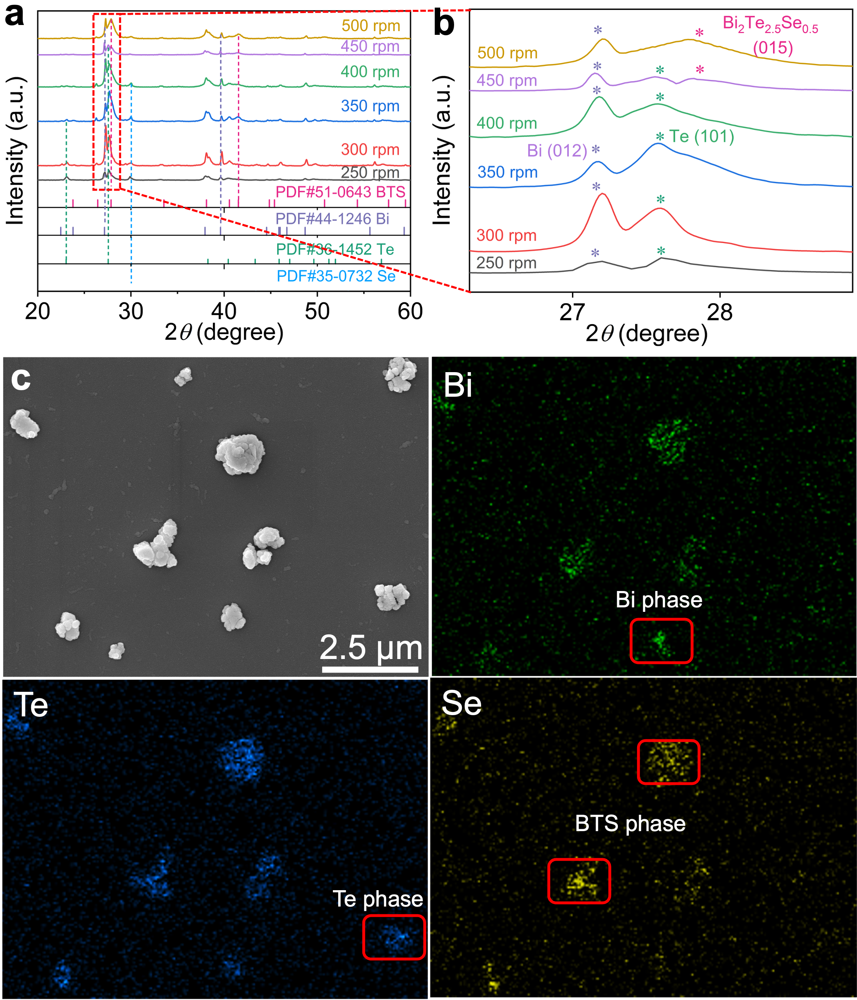 a
500 rpm
450 rpm
400 rpm
350 rpm
300 rpm
250 rpm
PDF#51-0643 BTS
PDF#44-1246 Bi
PDF#36-1452 Te
PDF#35-0732 Se
Intensity (a.u.)
20 30 40 50 60
2θ (degree)
b
Bi2Te2.5Se0.5
(015)
* *
500 rpm
* * *
450 rpm
* *
400 rpm
Bi (012) * * Te (101)
350 rpm
* *
300 rpm
* *
250 rpm
Intensity (a.u.)
27 28
2θ (degree)
c
2.5 μm
Bi
Bi phase
Te
Te phase
Se
BTS phase